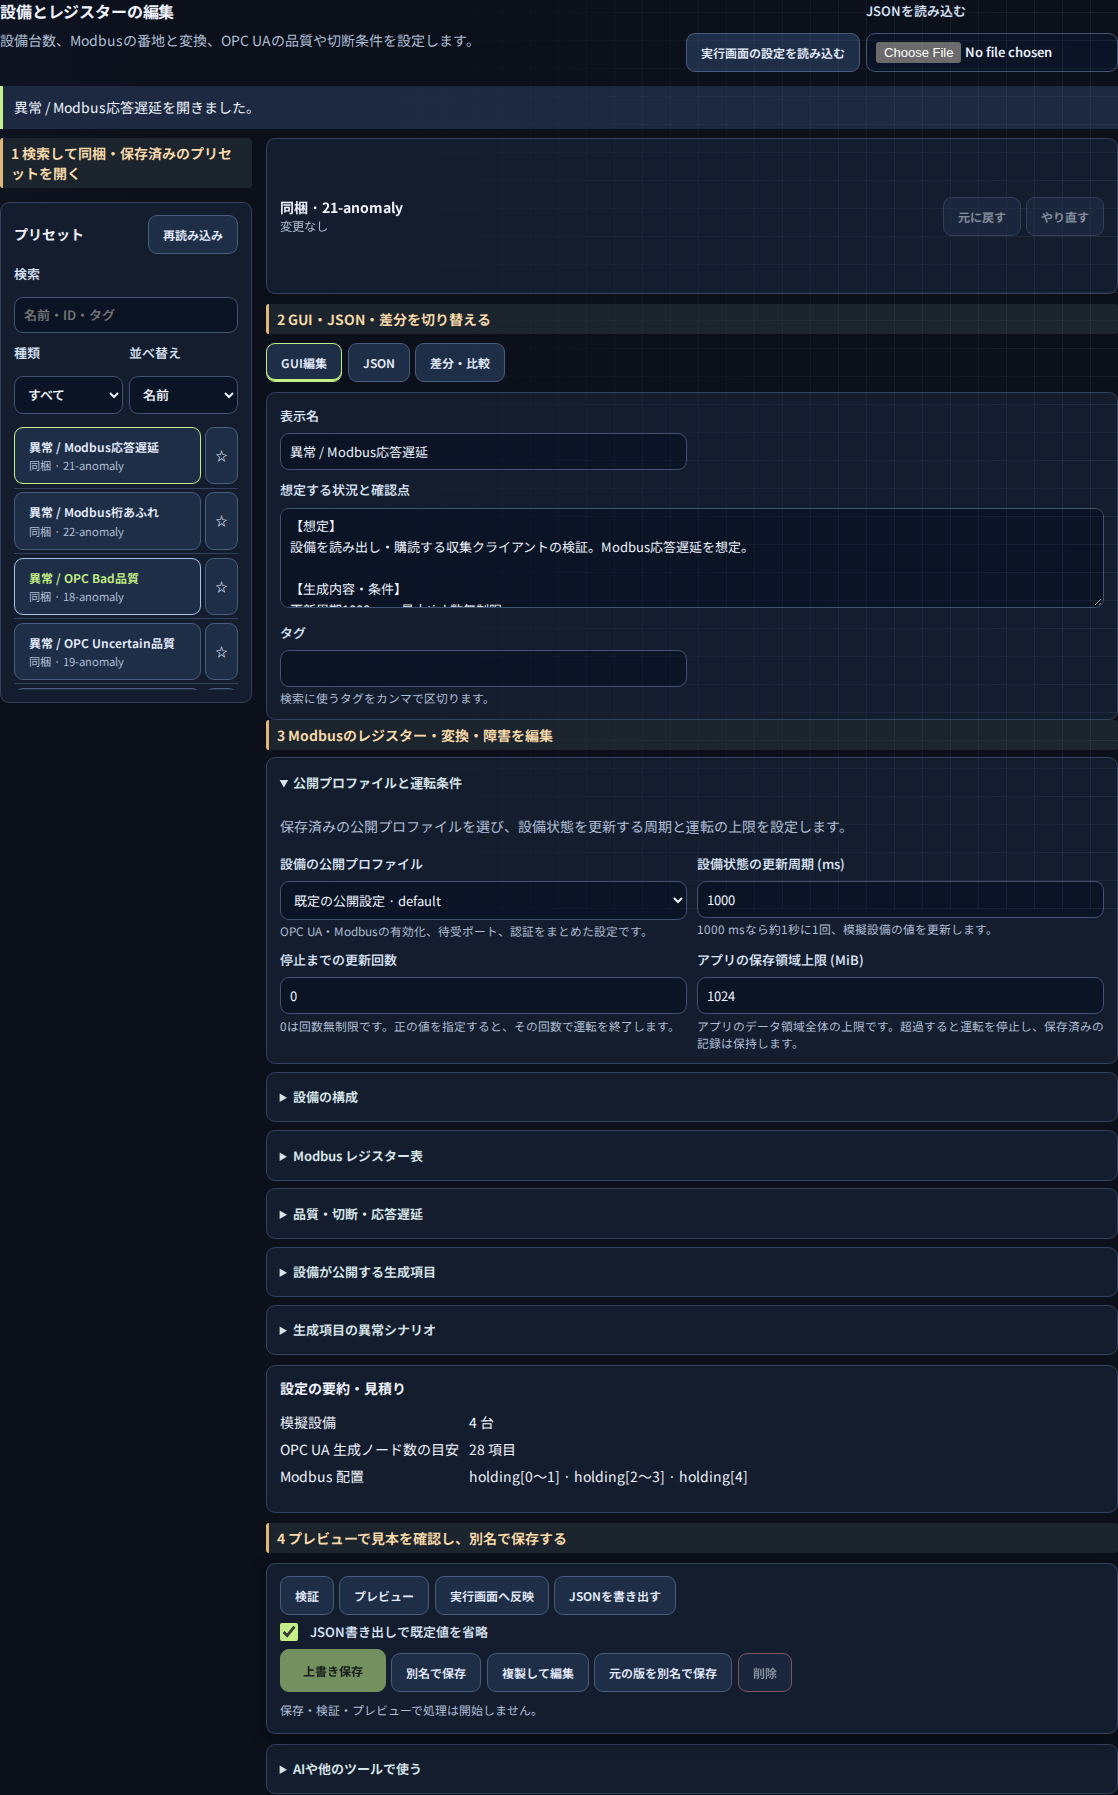 設備とレジスターの編集
設備台数、Modbusの番地と変換、OPC UAの品質や切断条件を設定します。
JSONを読み込む
実行画面の設定を読み込む
Choose File No file chosen
異常 / Modbus応答遅延を開きました。
1 検索して同梱・保存済みのプリセ
ットを開く
プリセット
再読み込み
検索
名前・ID・タグ
種類
並べ替え
すべて
名前
異常 / Modbus応答遅延
同梱 · 21-anomaly
☆
異常 / Modbus桁あふれ
同梱 · 22-anomaly
☆
異常 / OPC Bad品質
同梱 · 18-anomaly
☆
異常 / OPC Uncertain品質
同梱 · 19-anomaly
☆
同梱 · 21-anomaly
変更なし
元に戻す
やり直す
2 GUI・JSON・差分を切り替える
GUI編集
JSON
差分・比較
表示名
異常 / Modbus応答遅延
想定する状況と確認点
【想定】
設備を読み出し・購読する収集クライアントの検証。Modbus応答遅延を想定。
【生成内容・条件】
タグ
検索に使うタグをカンマで区切ります。
3 Modbusのレジスター・変換・障害を編集
▼ 公開プロファイルと運転条件
保存済みの公開プロファイルを選び、設備状態を更新する周期と運転の上限を設定します。
設備の公開プロファイル
既定の公開設定 · default
OPC UA・Modbusの有効化、待受ポート、認証をまとめた設定です。
設備状態の更新周期 (ms)
1000
1000 msなら約1秒に1回、模擬設備の値を更新します。
停止までの更新回数
0
0は回数無制限です。正の値を指定すると、その回数で運転を終了します。
アプリの保存領域上限 (MiB)
1024
アプリのデータ領域全体の上限です。超過すると運転を停止し、保存済みの
記録は保持します。
▶ 設備の構成
▶ Modbus レジスター表
▶ 品質・切断・応答遅延
▶ 設備が公開する生成項目
▶ 生成項目の異常シナリオ
設定の要約・見積り
模擬設備 4 台
OPC UA 生成ノード数の目安 28 項目
Modbus 配置 holding[0〜1] · holding[2〜3] · holding[4]
4 プレビューで見本を確認し、別名で保存する
検証
プレビュー
実行画面へ反映
JSONを書き出す
JSON書き出しで既定値を省略
上書き保存
別名で保存
複製して編集
元の版を別名で保存
削除
保存・検証・プレビューで処理は開始しません。
▶ AIや他のツールで使う